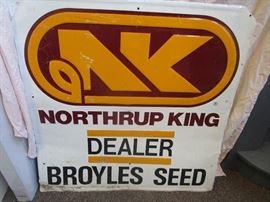 NK
®
NORTHRUP KING
DEALER
BROYLES SEED